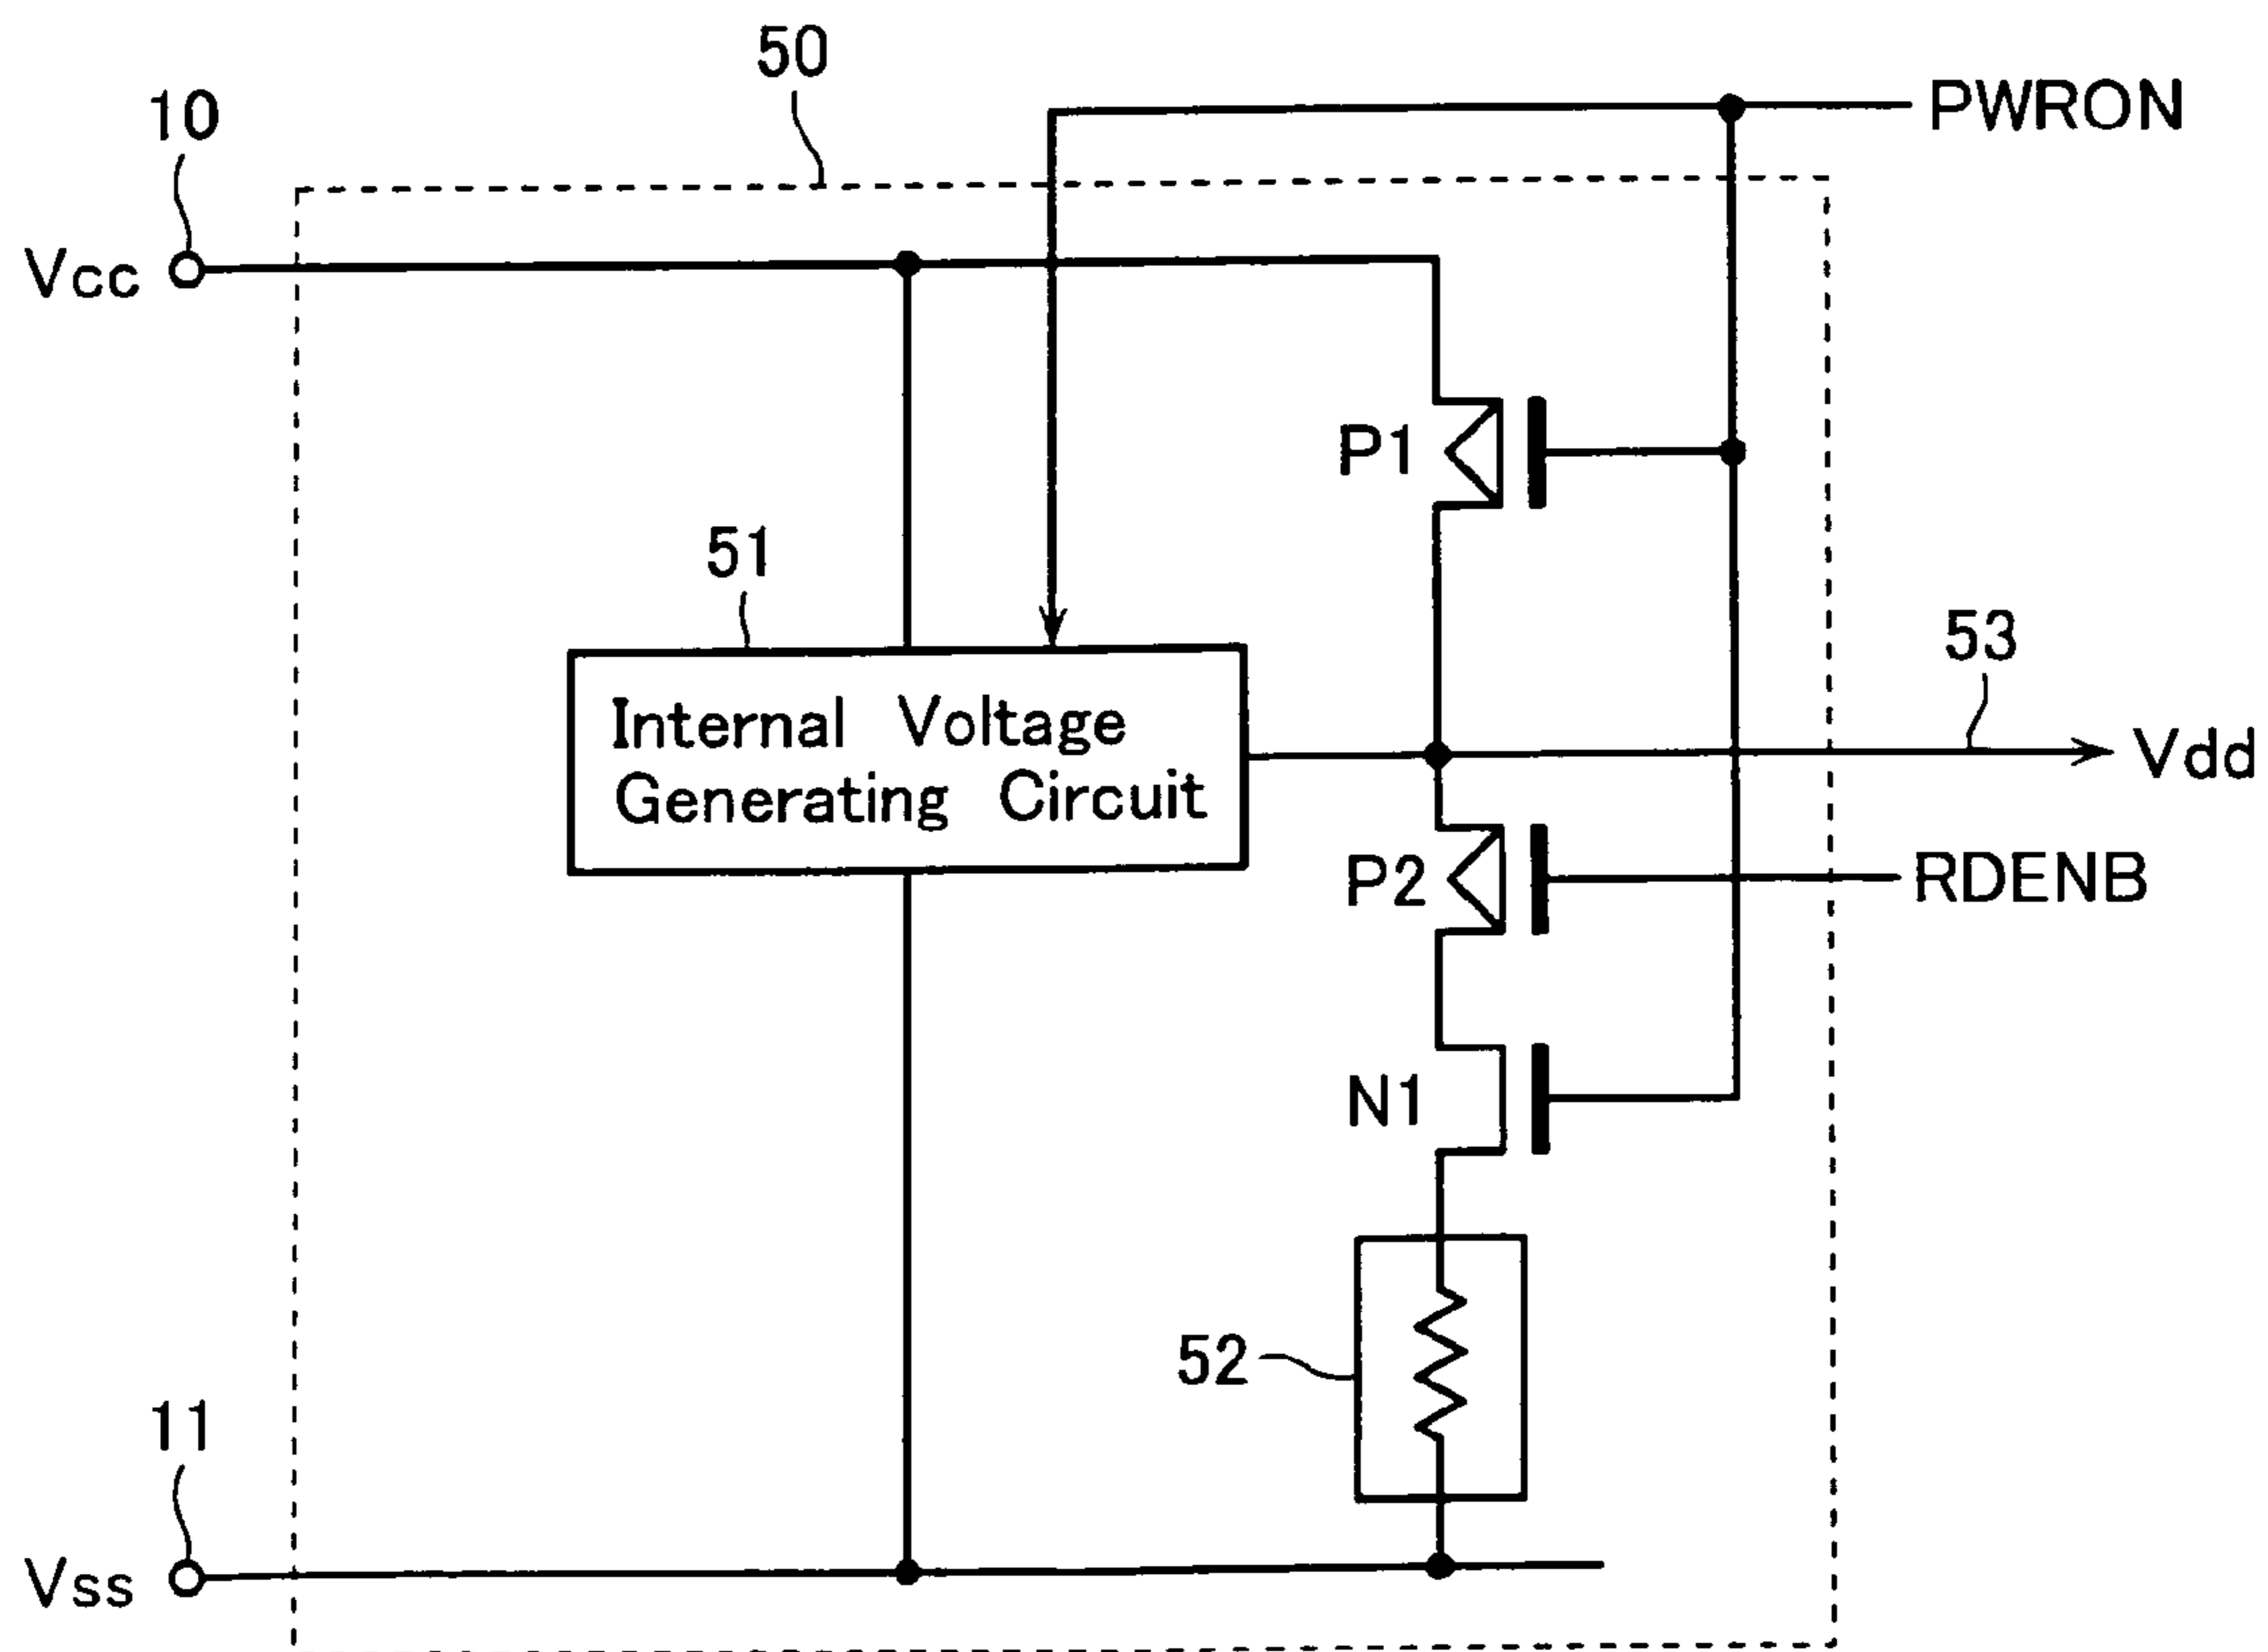 50
10
PWRON
Vcc
P1
51
53
Internal Voltage
Generating Circuit
Vdd
P2
RDENB
N1
52
11
Vss